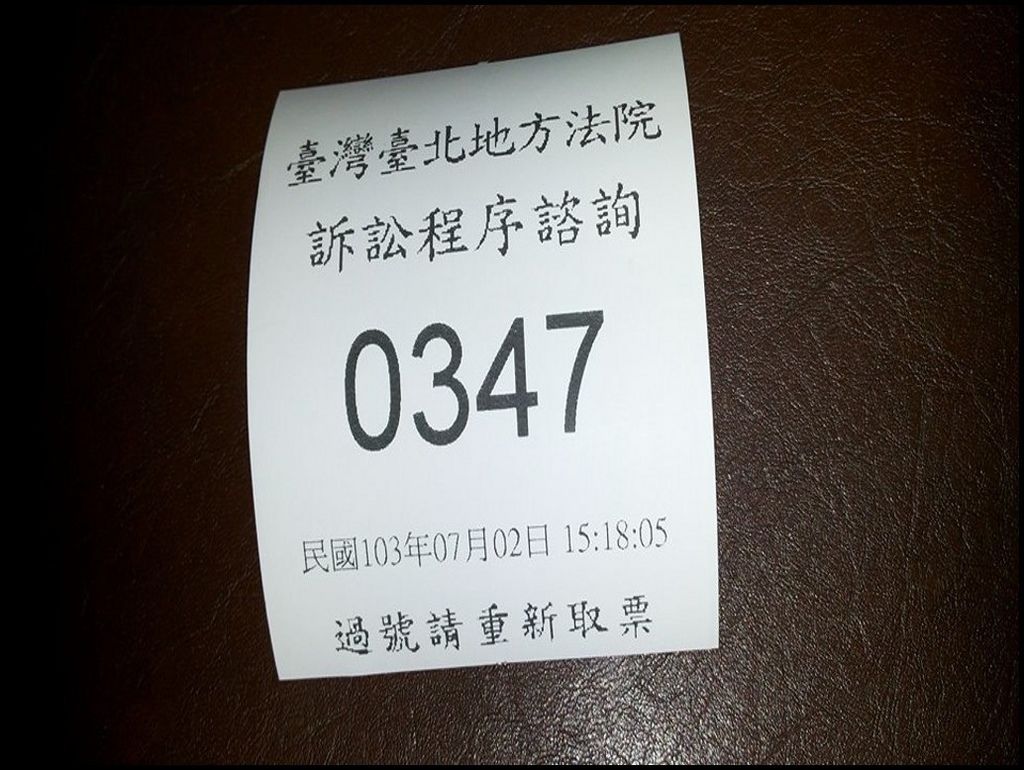 臺灣臺北地方法院
訴訟程序諮詢
0347
民國103年07月02日 15:18:05
過號請重新取票